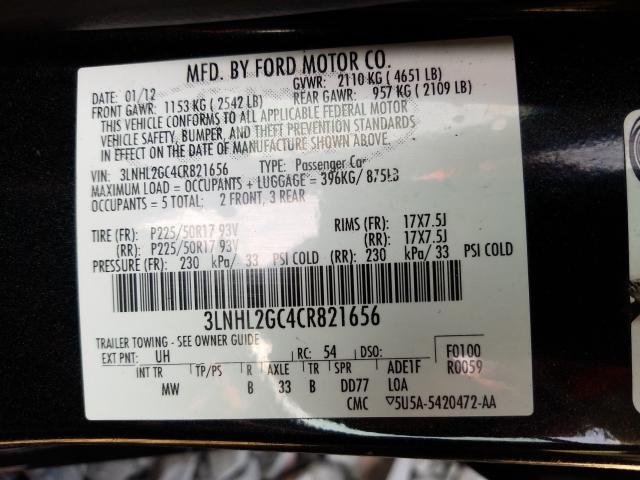 MFD. BY FORD MOTOR CO.
DATE: 01/12 GVWR: 2110 KG ( 4651 LB)
FRONT GAWR: 1153 KG ( 2542 LB) REAR GAWR: 957 KG ( 2109 LB)
THIS VEHICLE CONFORMS TO ALL APPLICABLE FEDERAL MOTOR
VEHICLE SAFETY, BUMPER, AND THEFT PREVENTION STANDARDS
IN EFFECT ON THE DATE OF MANUFACTURE SHOWN ABOVE.
VIN: 3LNHL2GC4CR821656 TYPE: Passenger Car
MAXIMUM LOAD = OCCUPANTS + LUGGAGE = 396KG/ 875LB
OCCUPANTS = 5 TOTAL; 2 FRONT, 3 REAR
TIRE (FR): P225/50R17 93V RIMS (FR): 17X7.5J
(RR): P225/50R17 93V (RR): 17X7.5J
PRESSURE (FR): 230 kPa/ 33 PSI COLD (RR): 230 kPa/ 33 PSI COLD
3LNHL2GC4CR821656
TRAILER TOWING - SEE OWNER GUIDE
EXT PNT: UH RC: 54 DSO: F0100
INT TR TP/PS R AXLE TR SPR ADE1F R0059
MW B 33 B DD77 LOA
CMC ▽5U5A-5420472-AA